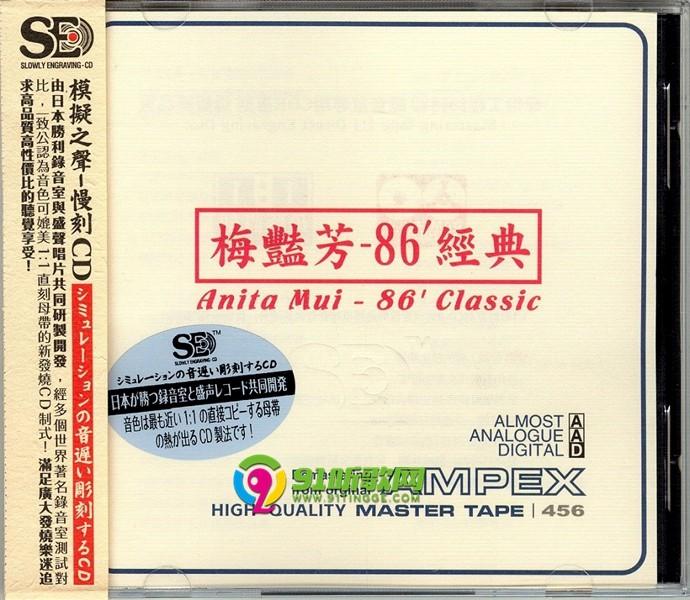 SE
SLOWLY ENGRAVING-CD
模擬之聲-慢刻CD
シミュレーションの音遅い彫刻するCD
由日本勝利錄音室與盛聲唱片共同研製開發，經多個世界著名錄音室測試對
比，一致公認為音色可媲美1:1直刻母帶的新發燒CD制式！滿足廣大發燒樂迷追
求高品質高性價比的聽覺享受！
梅豔芳-86'經典
Anita Mui - 86' Classic
SE TM
SLOWLY ENGRAVING-CD
シミュレーションの音遅い彫刻するCD
日本が勝つ録音室と盛声レコード共同開発
音色は最も近い1:1の直接コピーする母帯
の熱が出るCD製法です！
ALMOST A
ANALOGUE A
DIGITAL D
91听歌网
WWW.91TINGGE.COM
from original AMPEX
HIGH QUALITY MASTER TAPE | 456